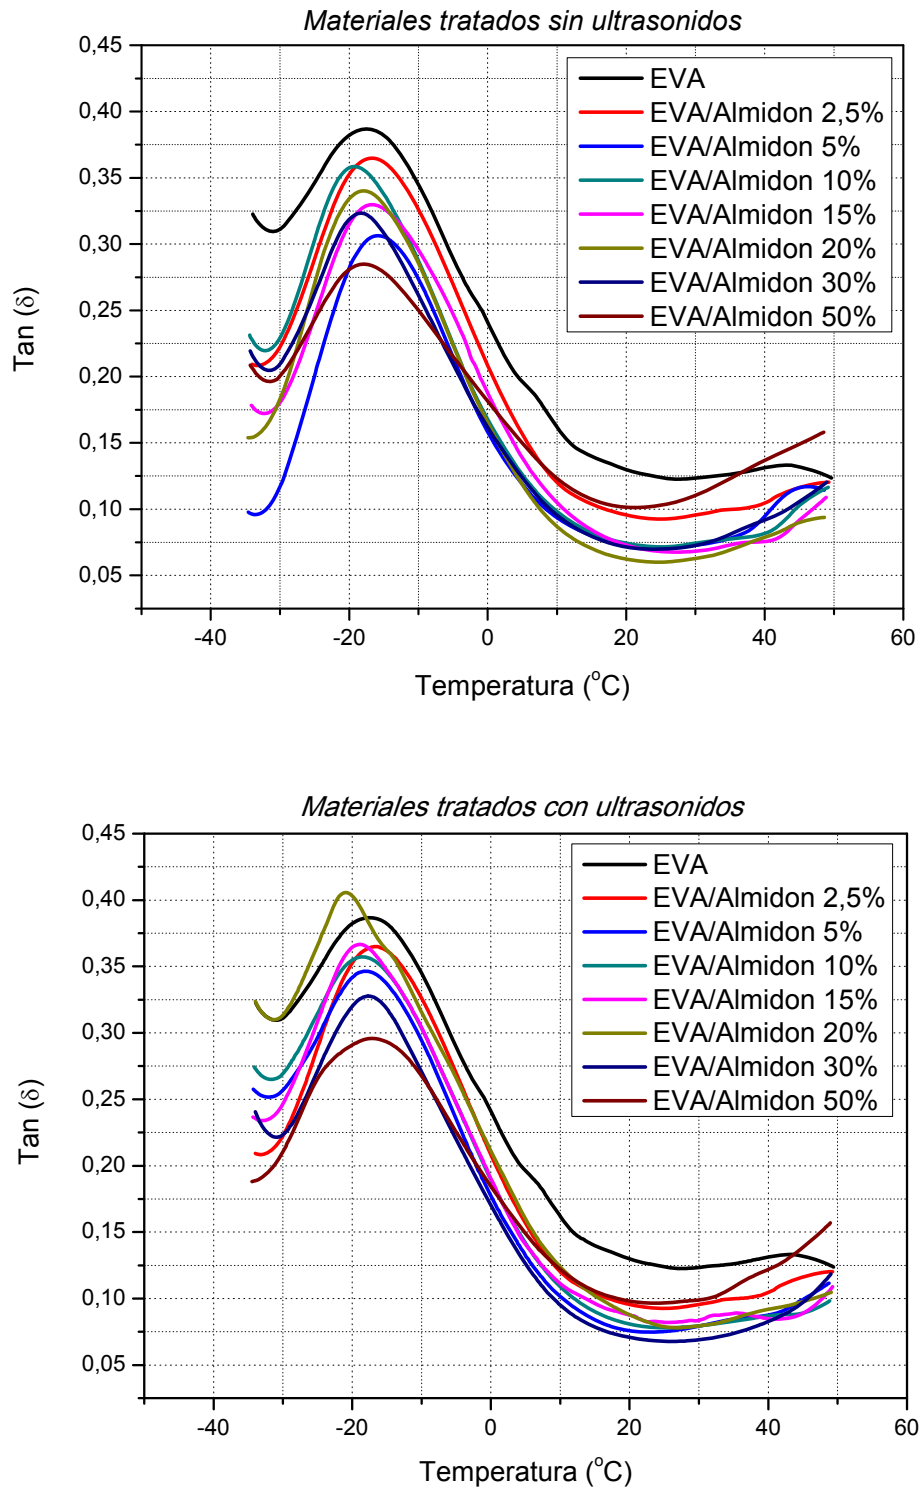 Materiales tratados sin ultrasonidos
0,45
0,40
0,35
0,30
0,25
0,20
0,15
0,10
0,05
Tan (δ)
EVA
EVA/Almidon 2,5%
EVA/Almidon 5%
EVA/Almidon 10%
EVA/Almidon 15%
EVA/Almidon 20%
EVA/Almidon 30%
EVA/Almidon 50%
-40 -20 0 20 40 60
Temperatura (°C)
Materiales tratados con ultrasonidos
0,45
0,40
0,35
0,30
0,25
0,20
0,15
0,10
0,05
Tan (δ)
EVA
EVA/Almidon 2,5%
EVA/Almidon 5%
EVA/Almidon 10%
EVA/Almidon 15%
EVA/Almidon 20%
EVA/Almidon 30%
EVA/Almidon 50%
-40 -20 0 20 40 60
Temperatura (°C)